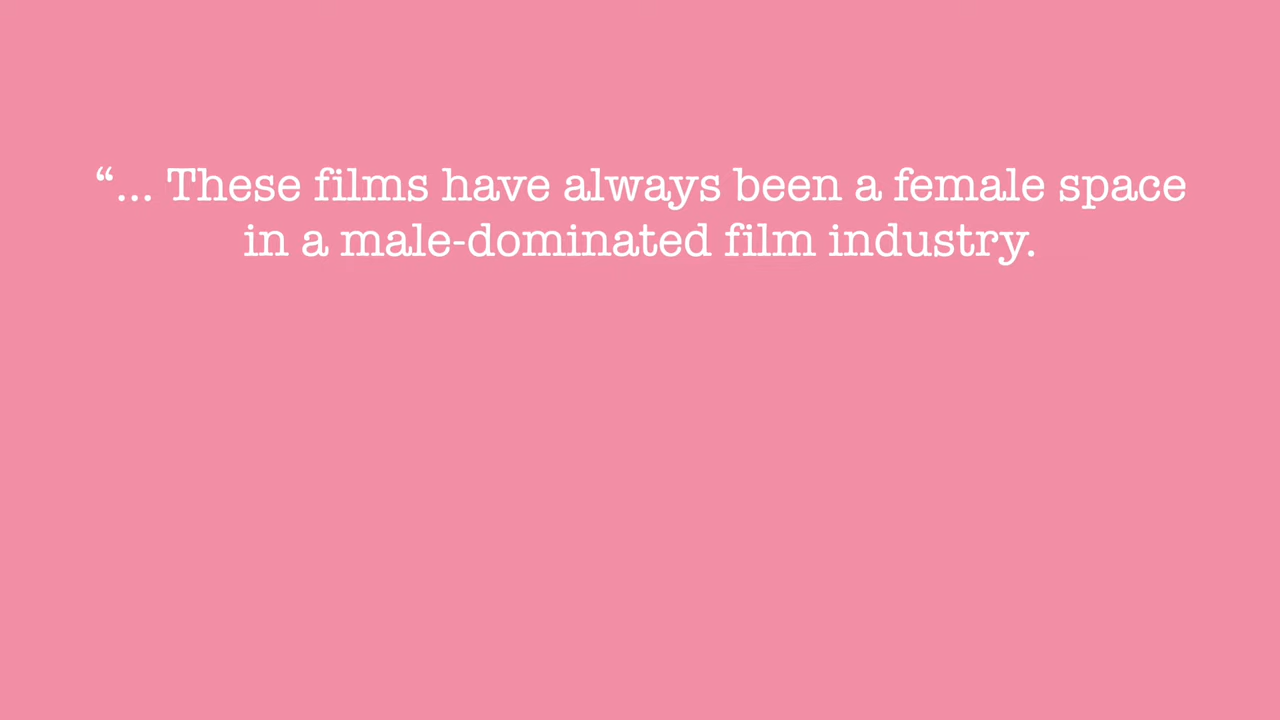 “... These films have always been a female space
in a male-dominated film industry.